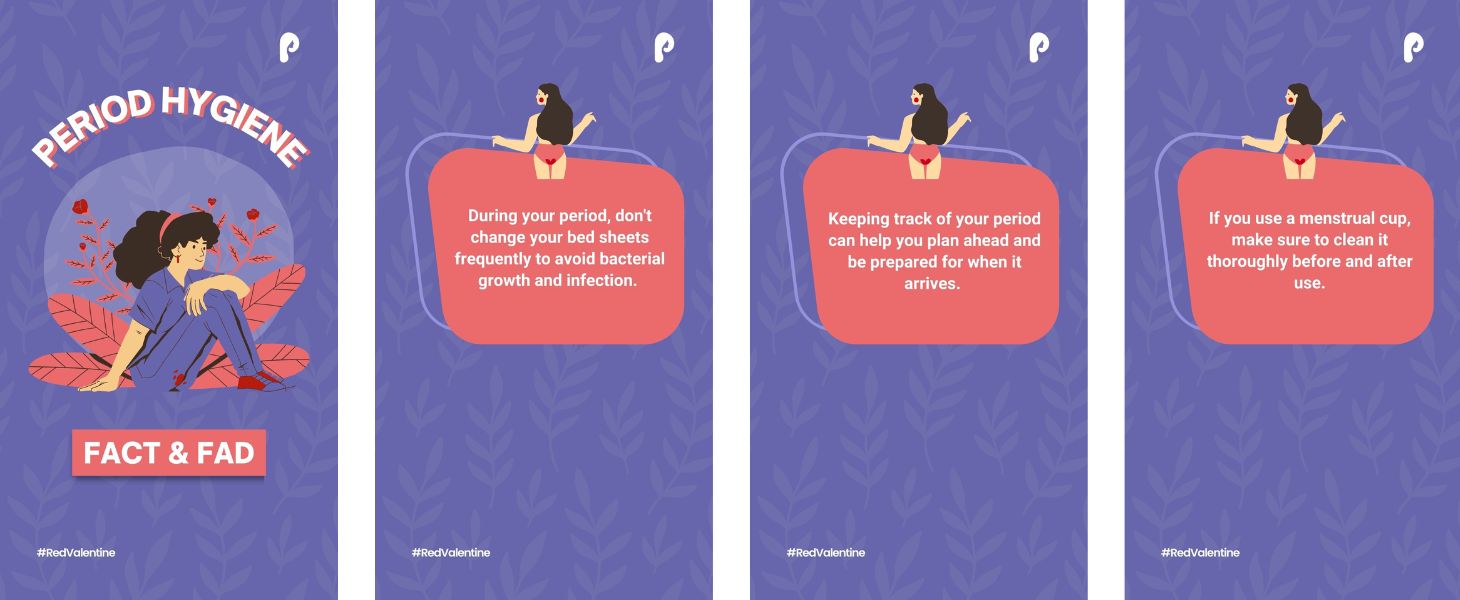 PERIOD HYGIENE
FACT & FAD
#RedValentine
During your period, don't
change your bed sheets
frequently to avoid bacterial
growth and infection.
#RedValentine
Keeping track of your period
can help you plan ahead and
be prepared for when it
arrives.
#RedValentine
If you use a menstrual cup,
make sure to clean it
thoroughly before and after
use.
#RedValentine